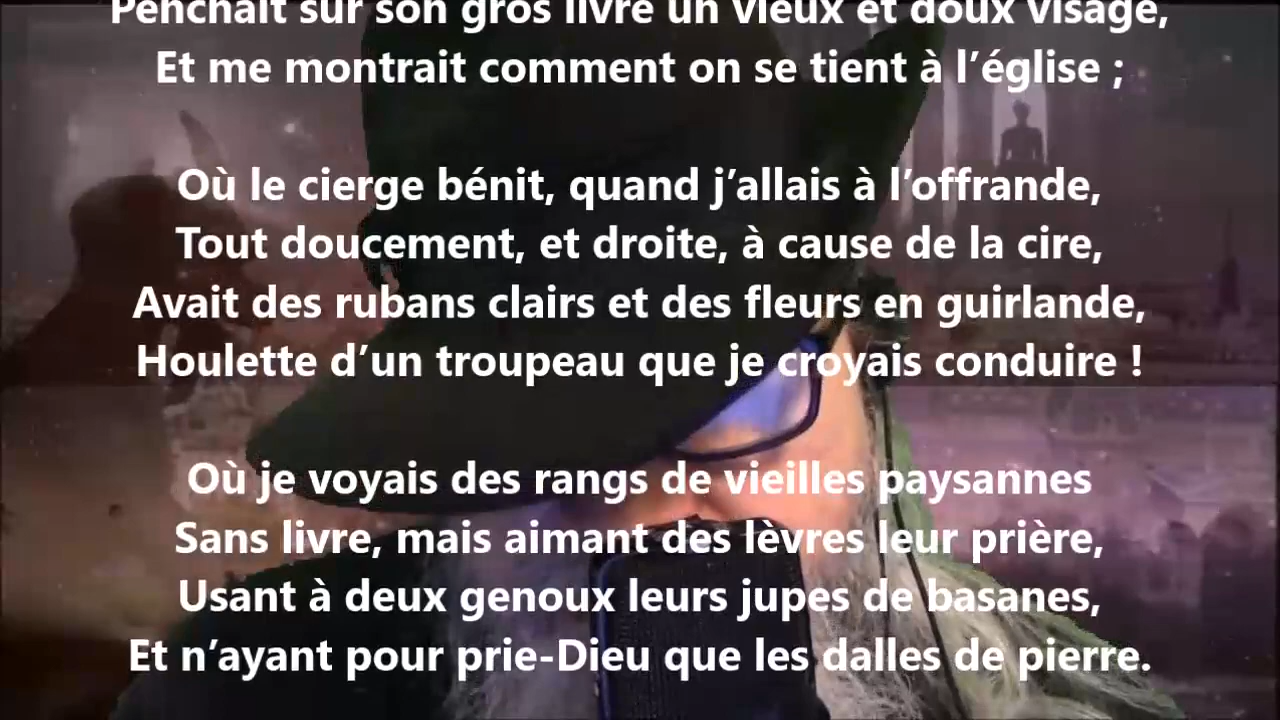 Penchait sur son gros livre un vieux et doux visage,
Et me montrait comment on se tient à l’église ;
Où le cierge bénit, quand j’allais à l’offrande,
Tout doucement, et droite, à cause de la cire,
Avait des rubans clairs et des fleurs en guirlande,
Houlette d’un troupeau que je croyais conduire !
Où je voyais des rangs de vieilles paysannes
Sans livre, mais aimant des lèvres leur prière,
Usant à deux genoux leurs jupes de basanes,
Et n’ayant pour prie-Dieu que les dalles de pierre.